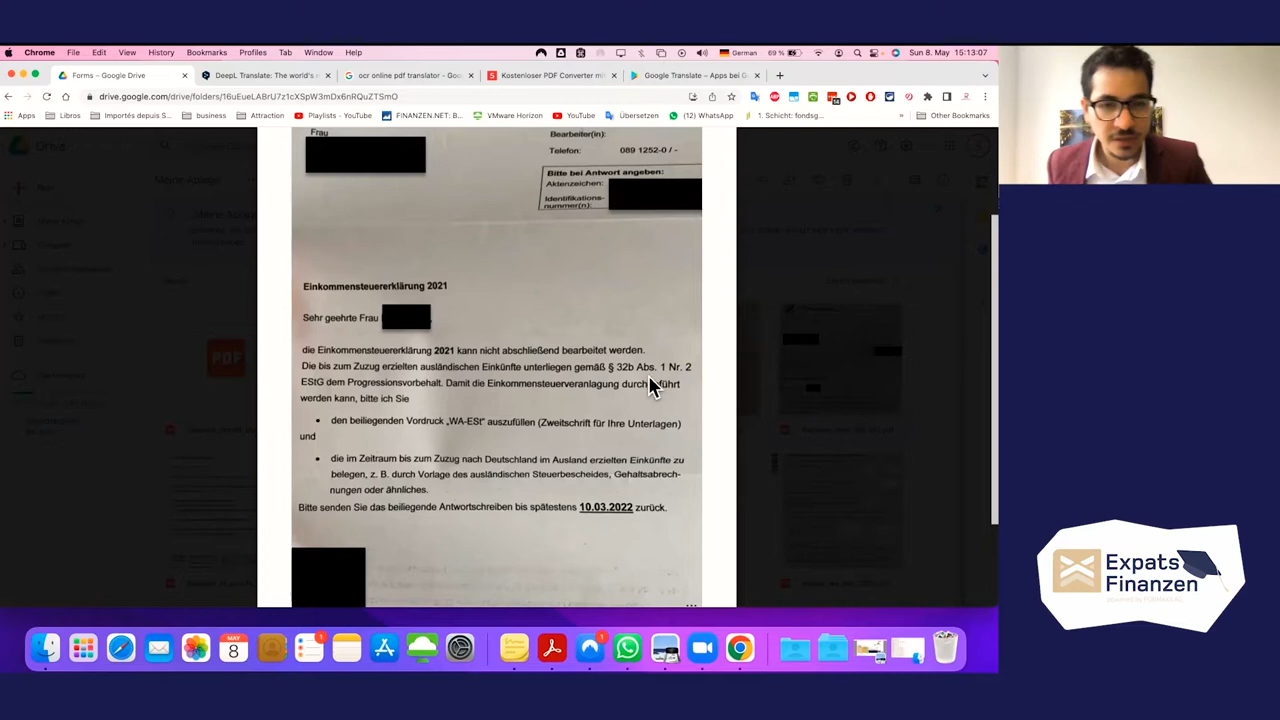 Chrome File Edit View History Bookmarks Profiles Tab Window Help German 69 % Sun 8. May 15:13:07
Forms – Google Drive DeepL Translate: The world's m ocr online pdf translator - Goo Kostenloser PDF Converter mi Google Translate – Apps bei G
drive.google.com/drive/folders/16uEueLABrU7z1cXSpW3mDx6nRQuZTSmO
Apps Libros Importés depuis S... business Attraction Playlists - YouTube FINANZEN.NET: B... VMware Horizon YouTube Übersetzen (12) WhatsApp 1. Schicht: fondsg... » Other Bookmarks
Frau
Bearbeiter(in):
Telefon: 089 1252-0 / -
Bitte bei Antwort angeben:
Aktenzeichen:
Identifikations-
nummer(n):
Einkommensteuererklärung 2021
Sehr geehrte Frau
die Einkommensteuererklärung 2021 kann nicht abschließend bearbeitet werden.
Die bis zum Zuzug erzielten ausländischen Einkünfte unterliegen gemäß § 32b Abs. 1 Nr. 2
EStG dem Progressionsvorbehalt. Damit die Einkommensteuerveranlagung durch führt
werden kann, bitte ich Sie
• den beiliegenden Vordruck „WA-ESt" auszufüllen (Zweitschrift für Ihre Unterlagen)
und
• die im Zeitraum bis zum Zuzug nach Deutschland im Ausland erzielten Einkünfte zu
belegen, z. B. durch Vorlage des ausländischen Steuerbescheides, Gehaltsabrech-
nungen oder ähnliches.
Bitte senden Sie das beiliegende Antwortschreiben bis spätestens 10.03.2022 zurück.
PDF
MAY
8
1
1
Expats
Finanzen